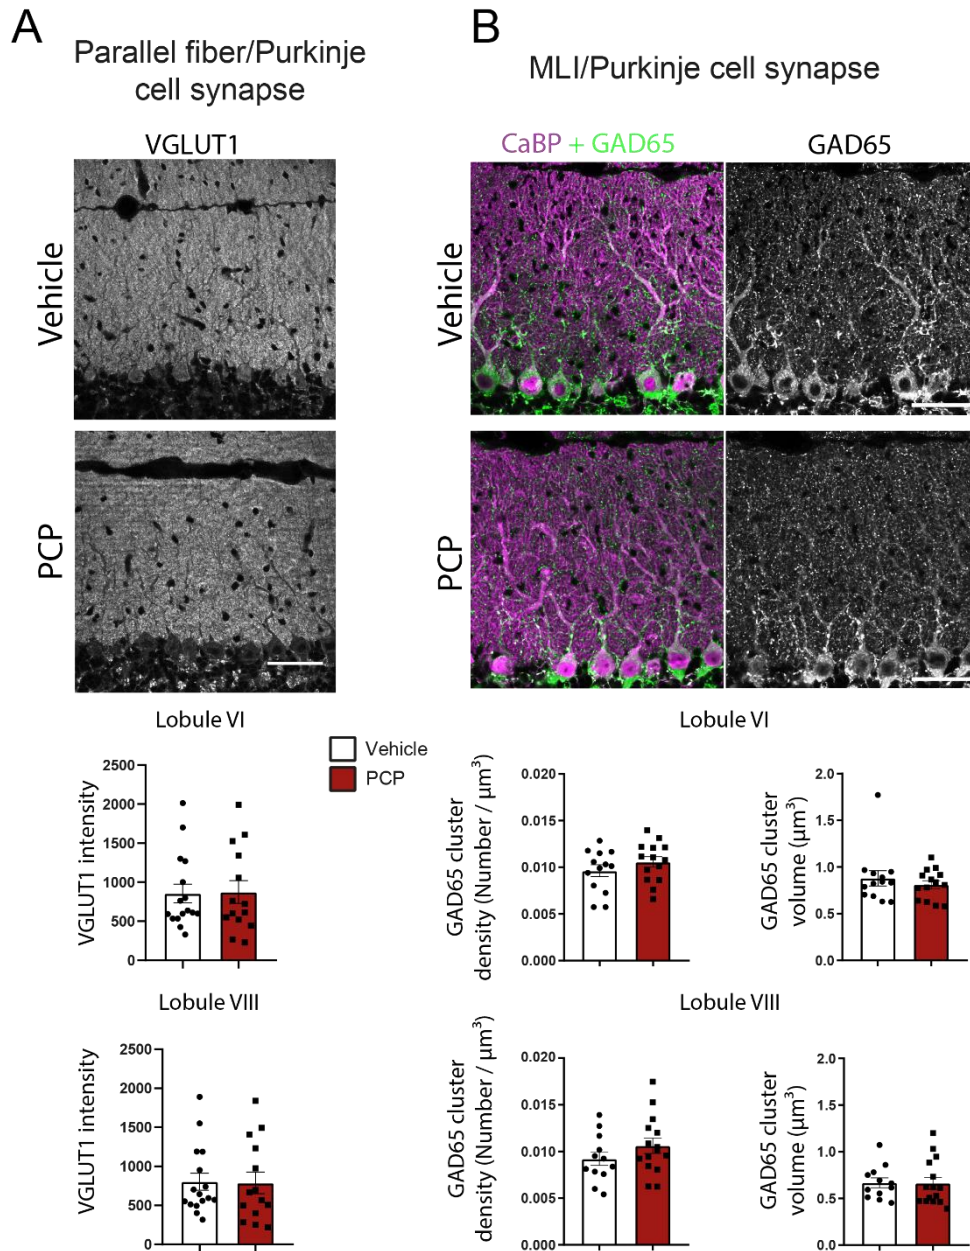 A
Parallel fiber/Purkinje
cell synapse
VGLUT1
Vehicle
PCP
B
MLI/Purkinje cell synapse
CaBP + GAD65
GAD65
Vehicle
PCP
Lobule VI
Vehicle
PCP
VGLUT1 intensity
2500
2000
1500
1000
500
0
Lobule VI
GAD65 cluster
density (Number / µm³)
0.020
0.015
0.010
0.005
0.000
GAD65 cluster
volume (µm³)
2.0
1.5
1.0
0.5
0.0
Lobule VIII
VGLUT1 intensity
2500
2000
1500
1000
500
0
Lobule VIII
GAD65 cluster
density (Number / µm³)
0.020
0.015
0.010
0.005
0.000
GAD65 cluster
volume (µm³)
2.0
1.5
1.0
0.5
0.0